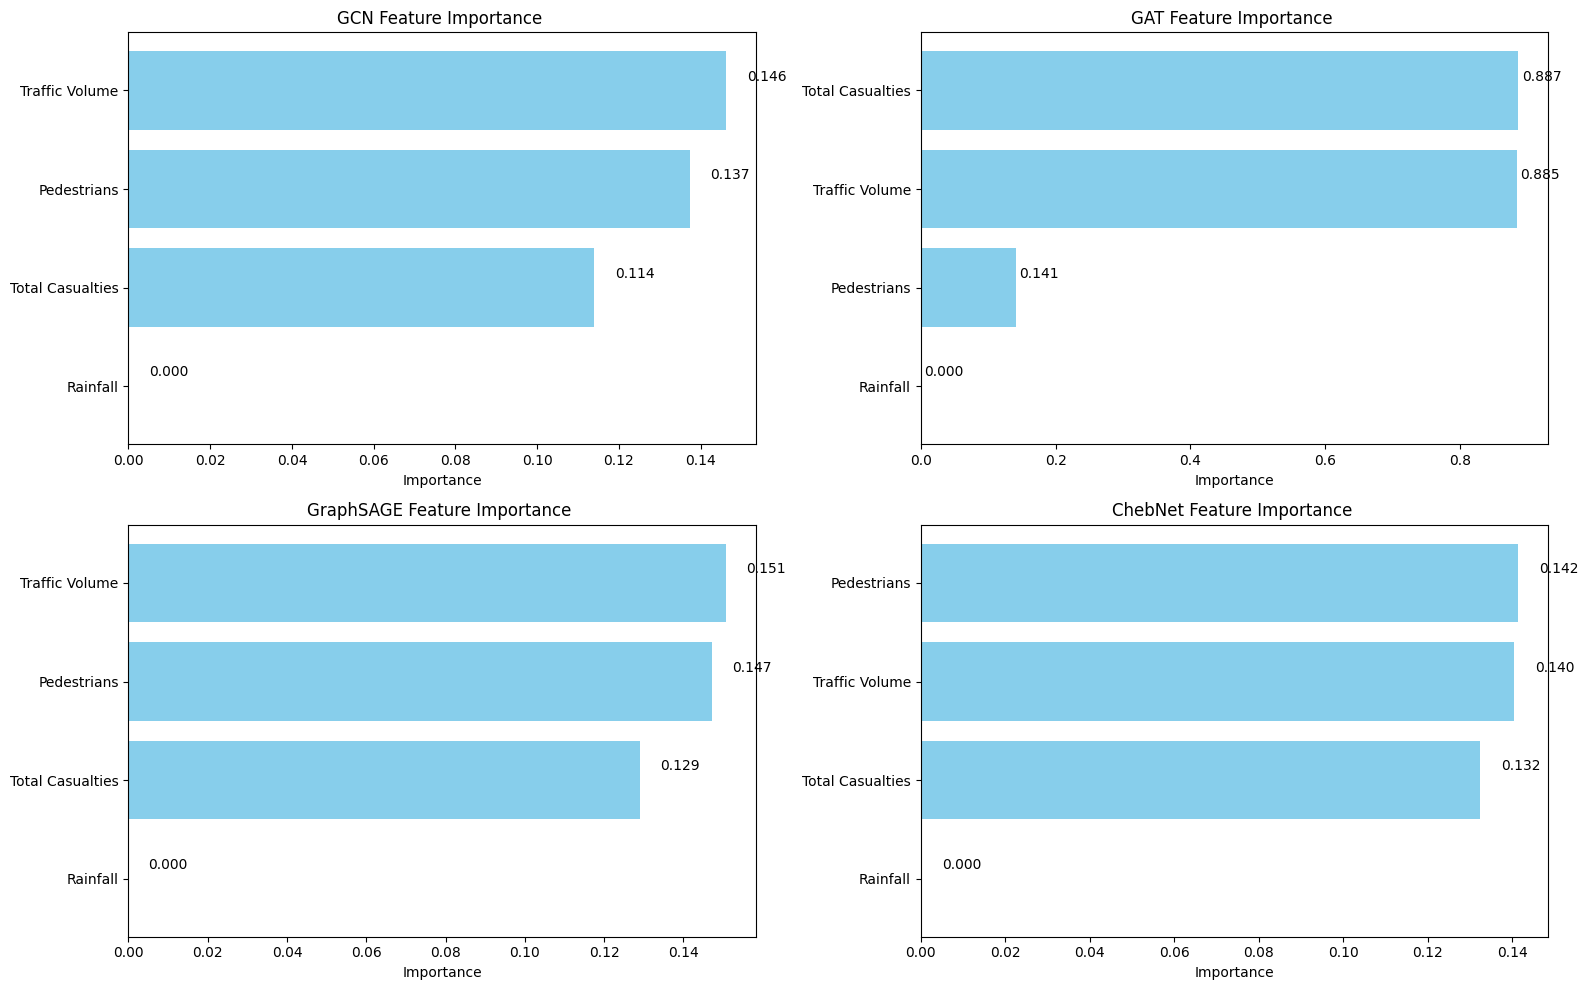 GCN Feature Importance
Traffic Volume
0.146
Pedestrians
0.137
Total Casualties
0.114
Rainfall
0.000
0.00 0.02 0.04 0.06 0.08 0.10 0.12 0.14
Importance
GAT Feature Importance
Total Casualties
0.887
Traffic Volume
0.885
Pedestrians
0.141
Rainfall
0.000
0.0 0.2 0.4 0.6 0.8
Importance
GraphSAGE Feature Importance
Traffic Volume
0.151
Pedestrians
0.147
Total Casualties
0.129
Rainfall
0.000
0.00 0.02 0.04 0.06 0.08 0.10 0.12 0.14
Importance
ChebNet Feature Importance
Pedestrians
0.142
Traffic Volume
0.140
Total Casualties
0.132
Rainfall
0.000
0.00 0.02 0.04 0.06 0.08 0.10 0.12 0.14
Importance